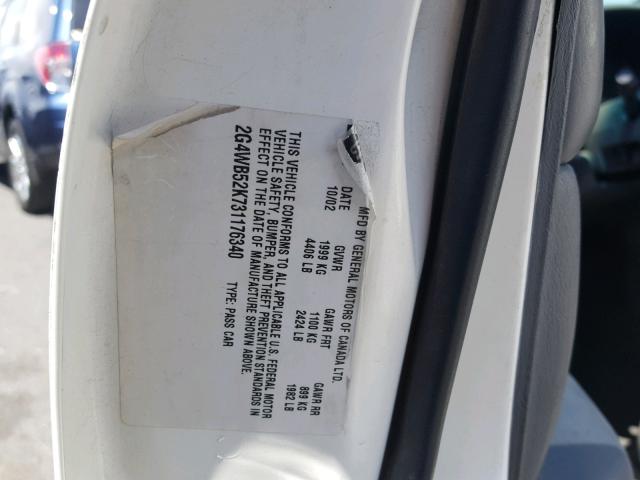 MFD BY GENERAL MOTORS OF CANADA LTD.
DATE GVWR GAWR FRT GAWR RR
10/02 1999 KG 1100 KG 899 KG
4406 LB 2424 LB 1982 LB
THIS VEHICLE CONFORMS TO ALL APPLICABLE U.S. FEDERAL MOTOR
VEHICLE SAFETY, BUMPER, AND THEFT PREVENTION STANDARDS IN
EFFECT ON THE DATE OF MANUFACTURE SHOWN ABOVE.
2G4WB52K731176340 TYPE: PASS CAR